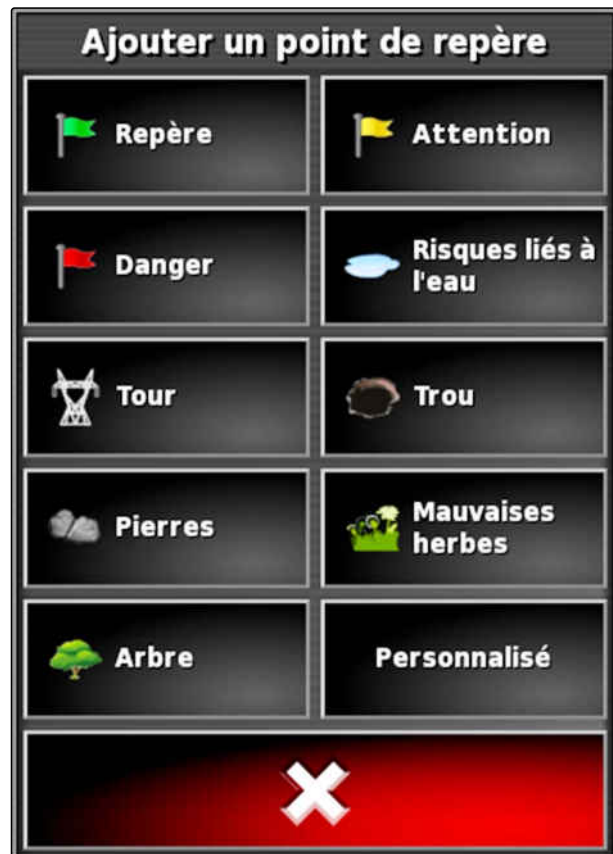 Ajouter un point de repère
Repère
Attention
Danger
Risques liés à
l'eau
Tour
Trou
Pierres
Mauvaises
herbes
Arbre
Personnalisé